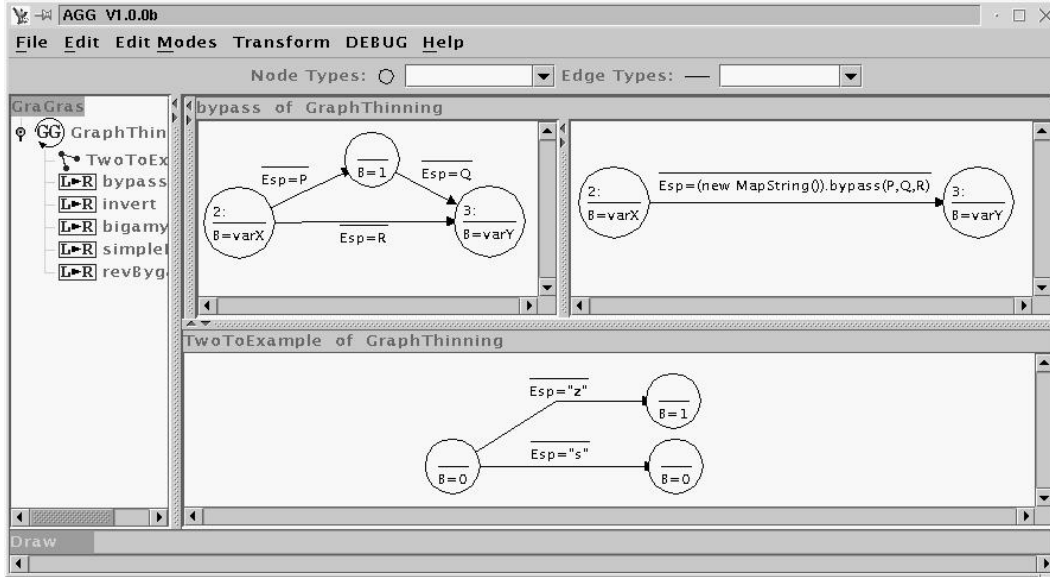 AGG V1.0.0b
File Edit Edit Modes Transform DEBUG Help
Node Types: Edge Types:
GraGras
GG GraphThin
TwoToEx
L R bypass
L R invert
L R bigamy
L R simple
L R revByg
bypass of GraphThinning
B=1
Esp=P
Esp=Q
2:
B=varX
3:
B=varY
Esp=R
Esp=(new MapString()).bypass(P,Q,R)
2:
B=varX
3:
B=varY
TwoToExample of GraphThinning
Esp="z"
B=1
Esp="s"
B=0
B=0
Draw